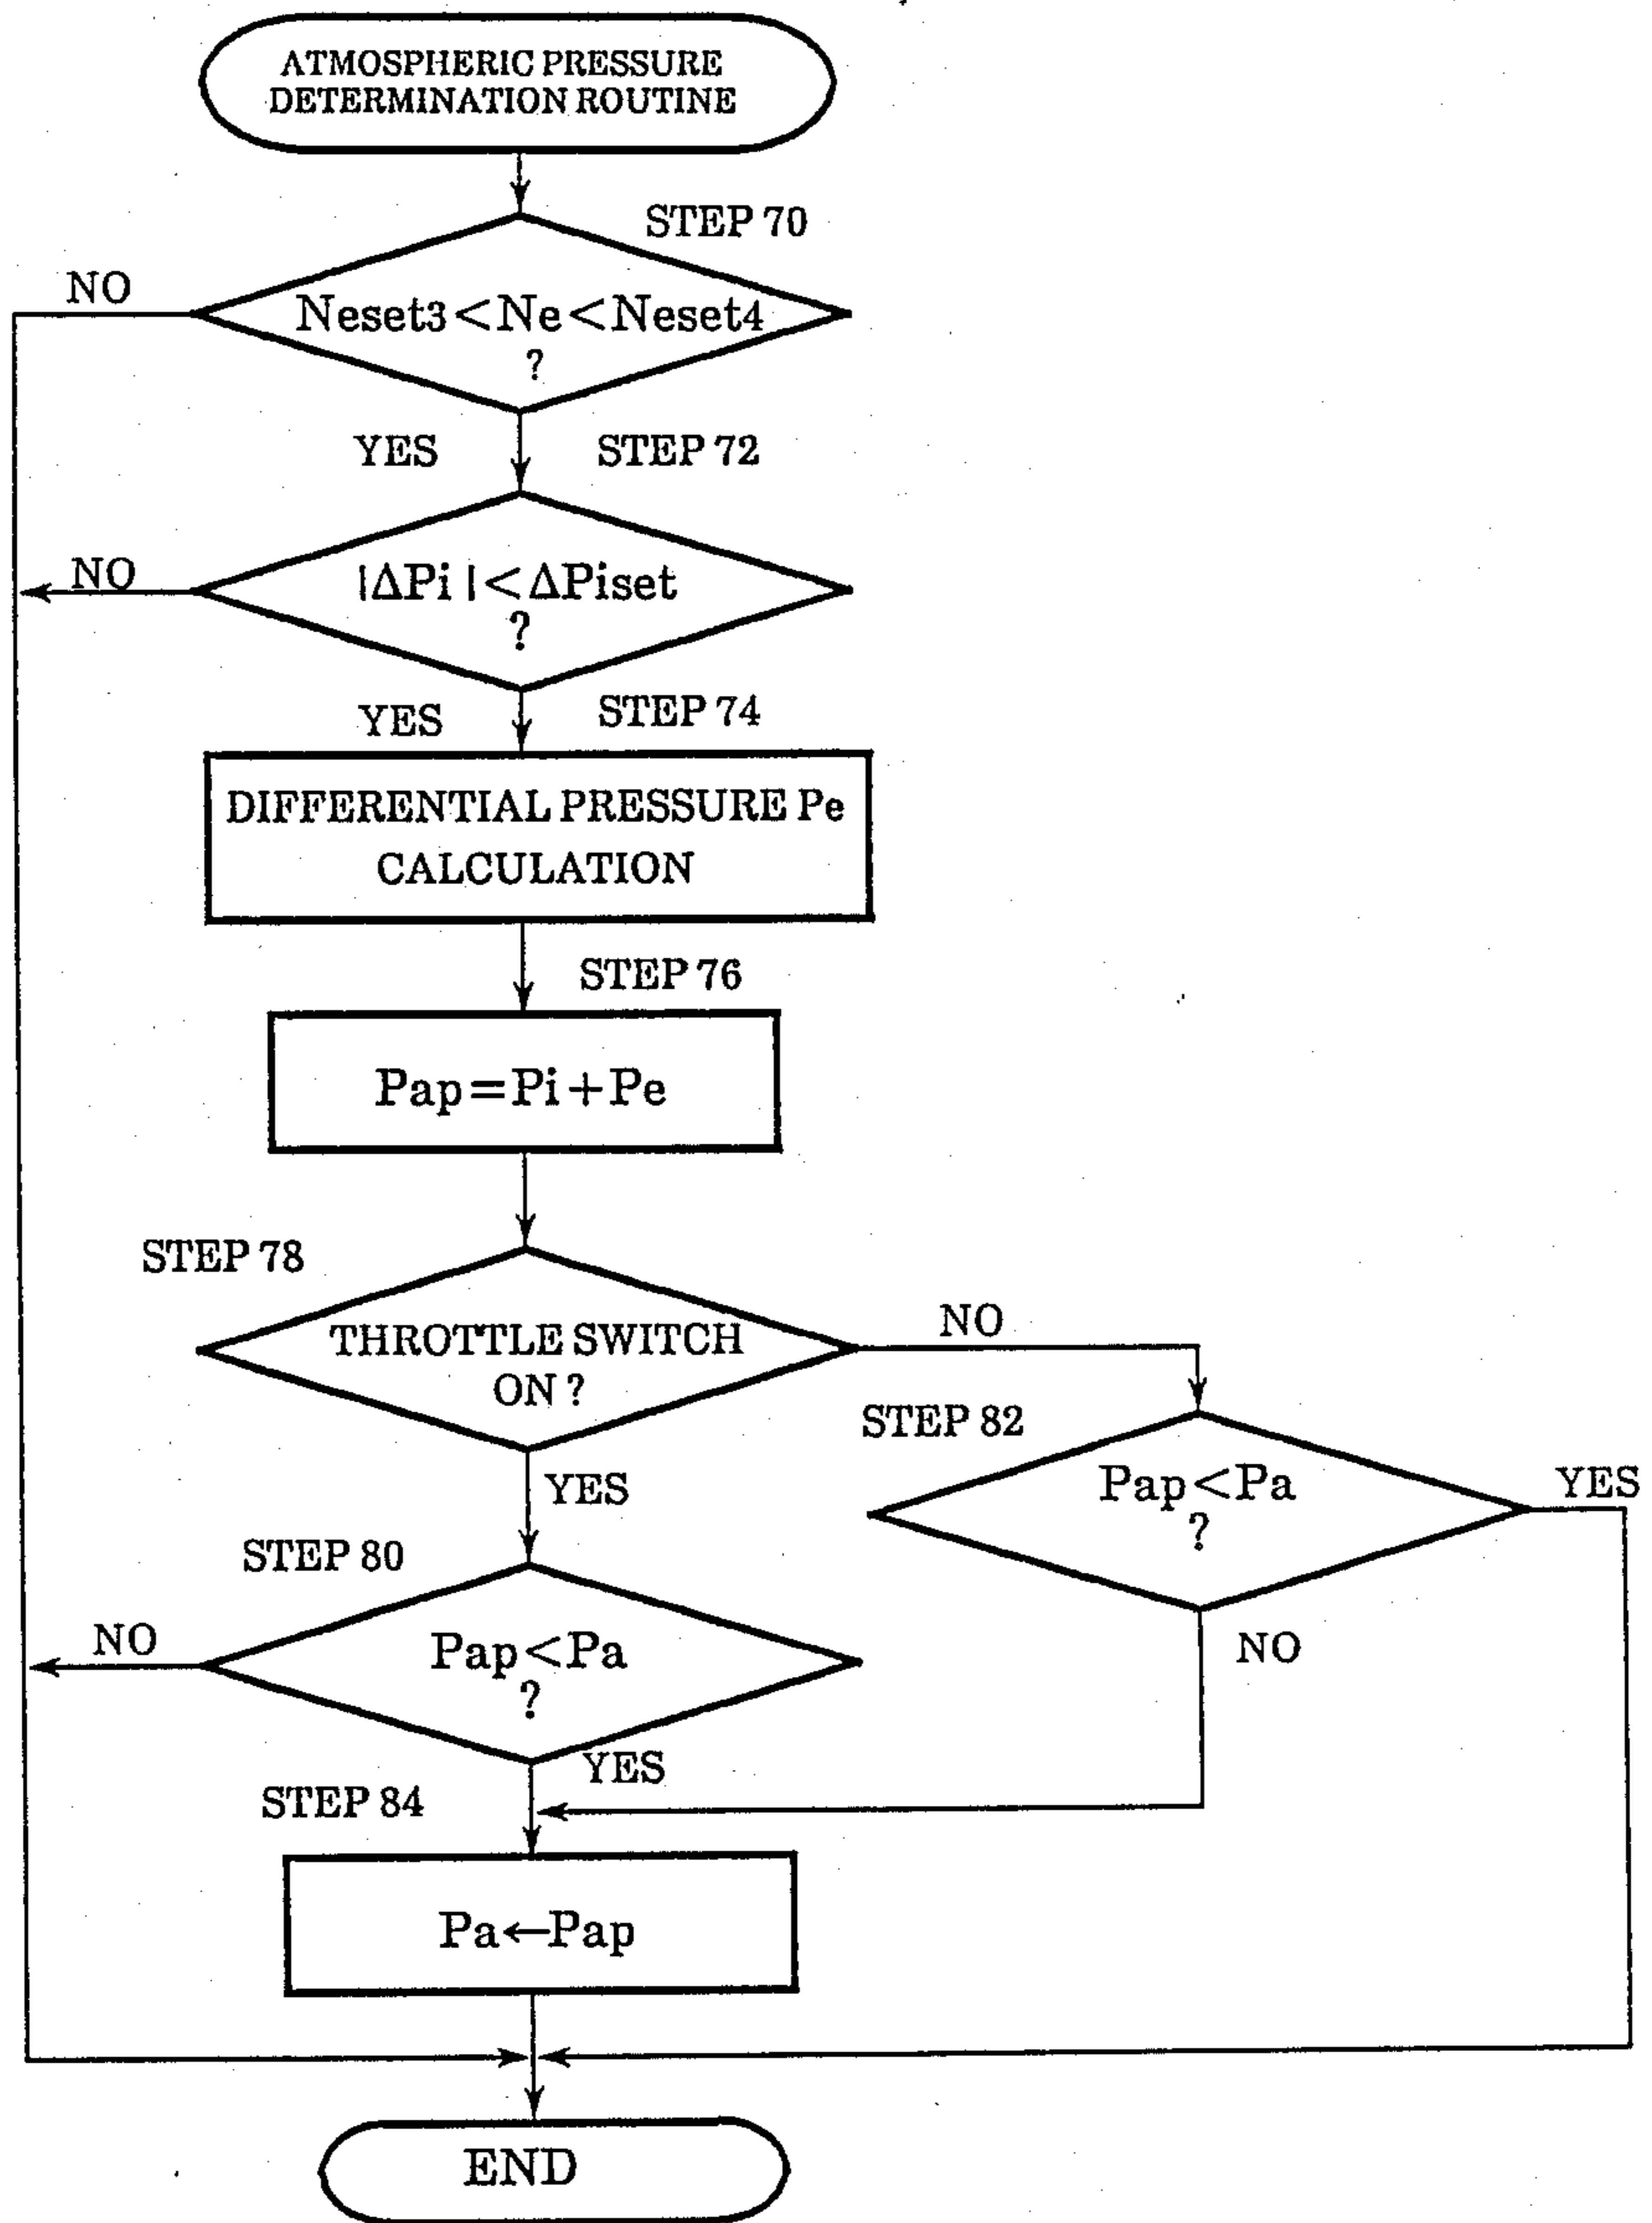 ATMOSPHERIC PRESSURE
DETERMINATION ROUTINE
STEP 70
NO
Neset3<Ne<Neset4
?
YES
STEP 72
NO
|ΔPi|<ΔPiset
?
YES
STEP 74
DIFFERENTIAL PRESSURE Pe
CALCULATION
STEP 76
Pap=Pi+Pe
STEP 78
THROTTLE SWITCH
ON ?
NO
STEP 82
Pap<Pa
?
YES
YES
STEP 80
NO
Pap<Pa
?
NO
YES
STEP 84
Pa←Pap
END